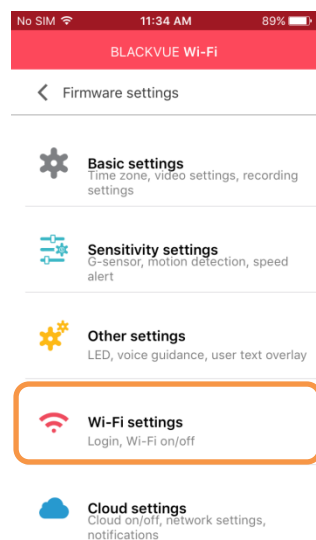 No SIM 11:34 AM 89%
BLACKVUE Wi-Fi
Firmware settings
Basic settings
Time zone, video settings, recording
settings
Sensitivity settings
G-sensor, motion detection, speed
alert
Other settings
LED, voice guidance, user text overlay
Wi-Fi settings
Login, Wi-Fi on/off
Cloud settings
Cloud on/off, network settings,
notifications